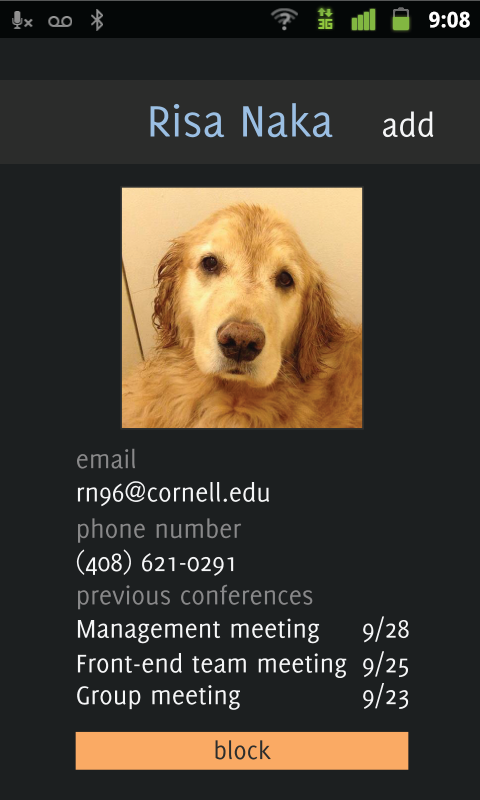 3G 9:08
Risa Naka add
email
rn96@cornell.edu
phone number
(408) 621-0291
previous conferences
Management meeting 9/28
Front-end team meeting 9/25
Group meeting 9/23
block